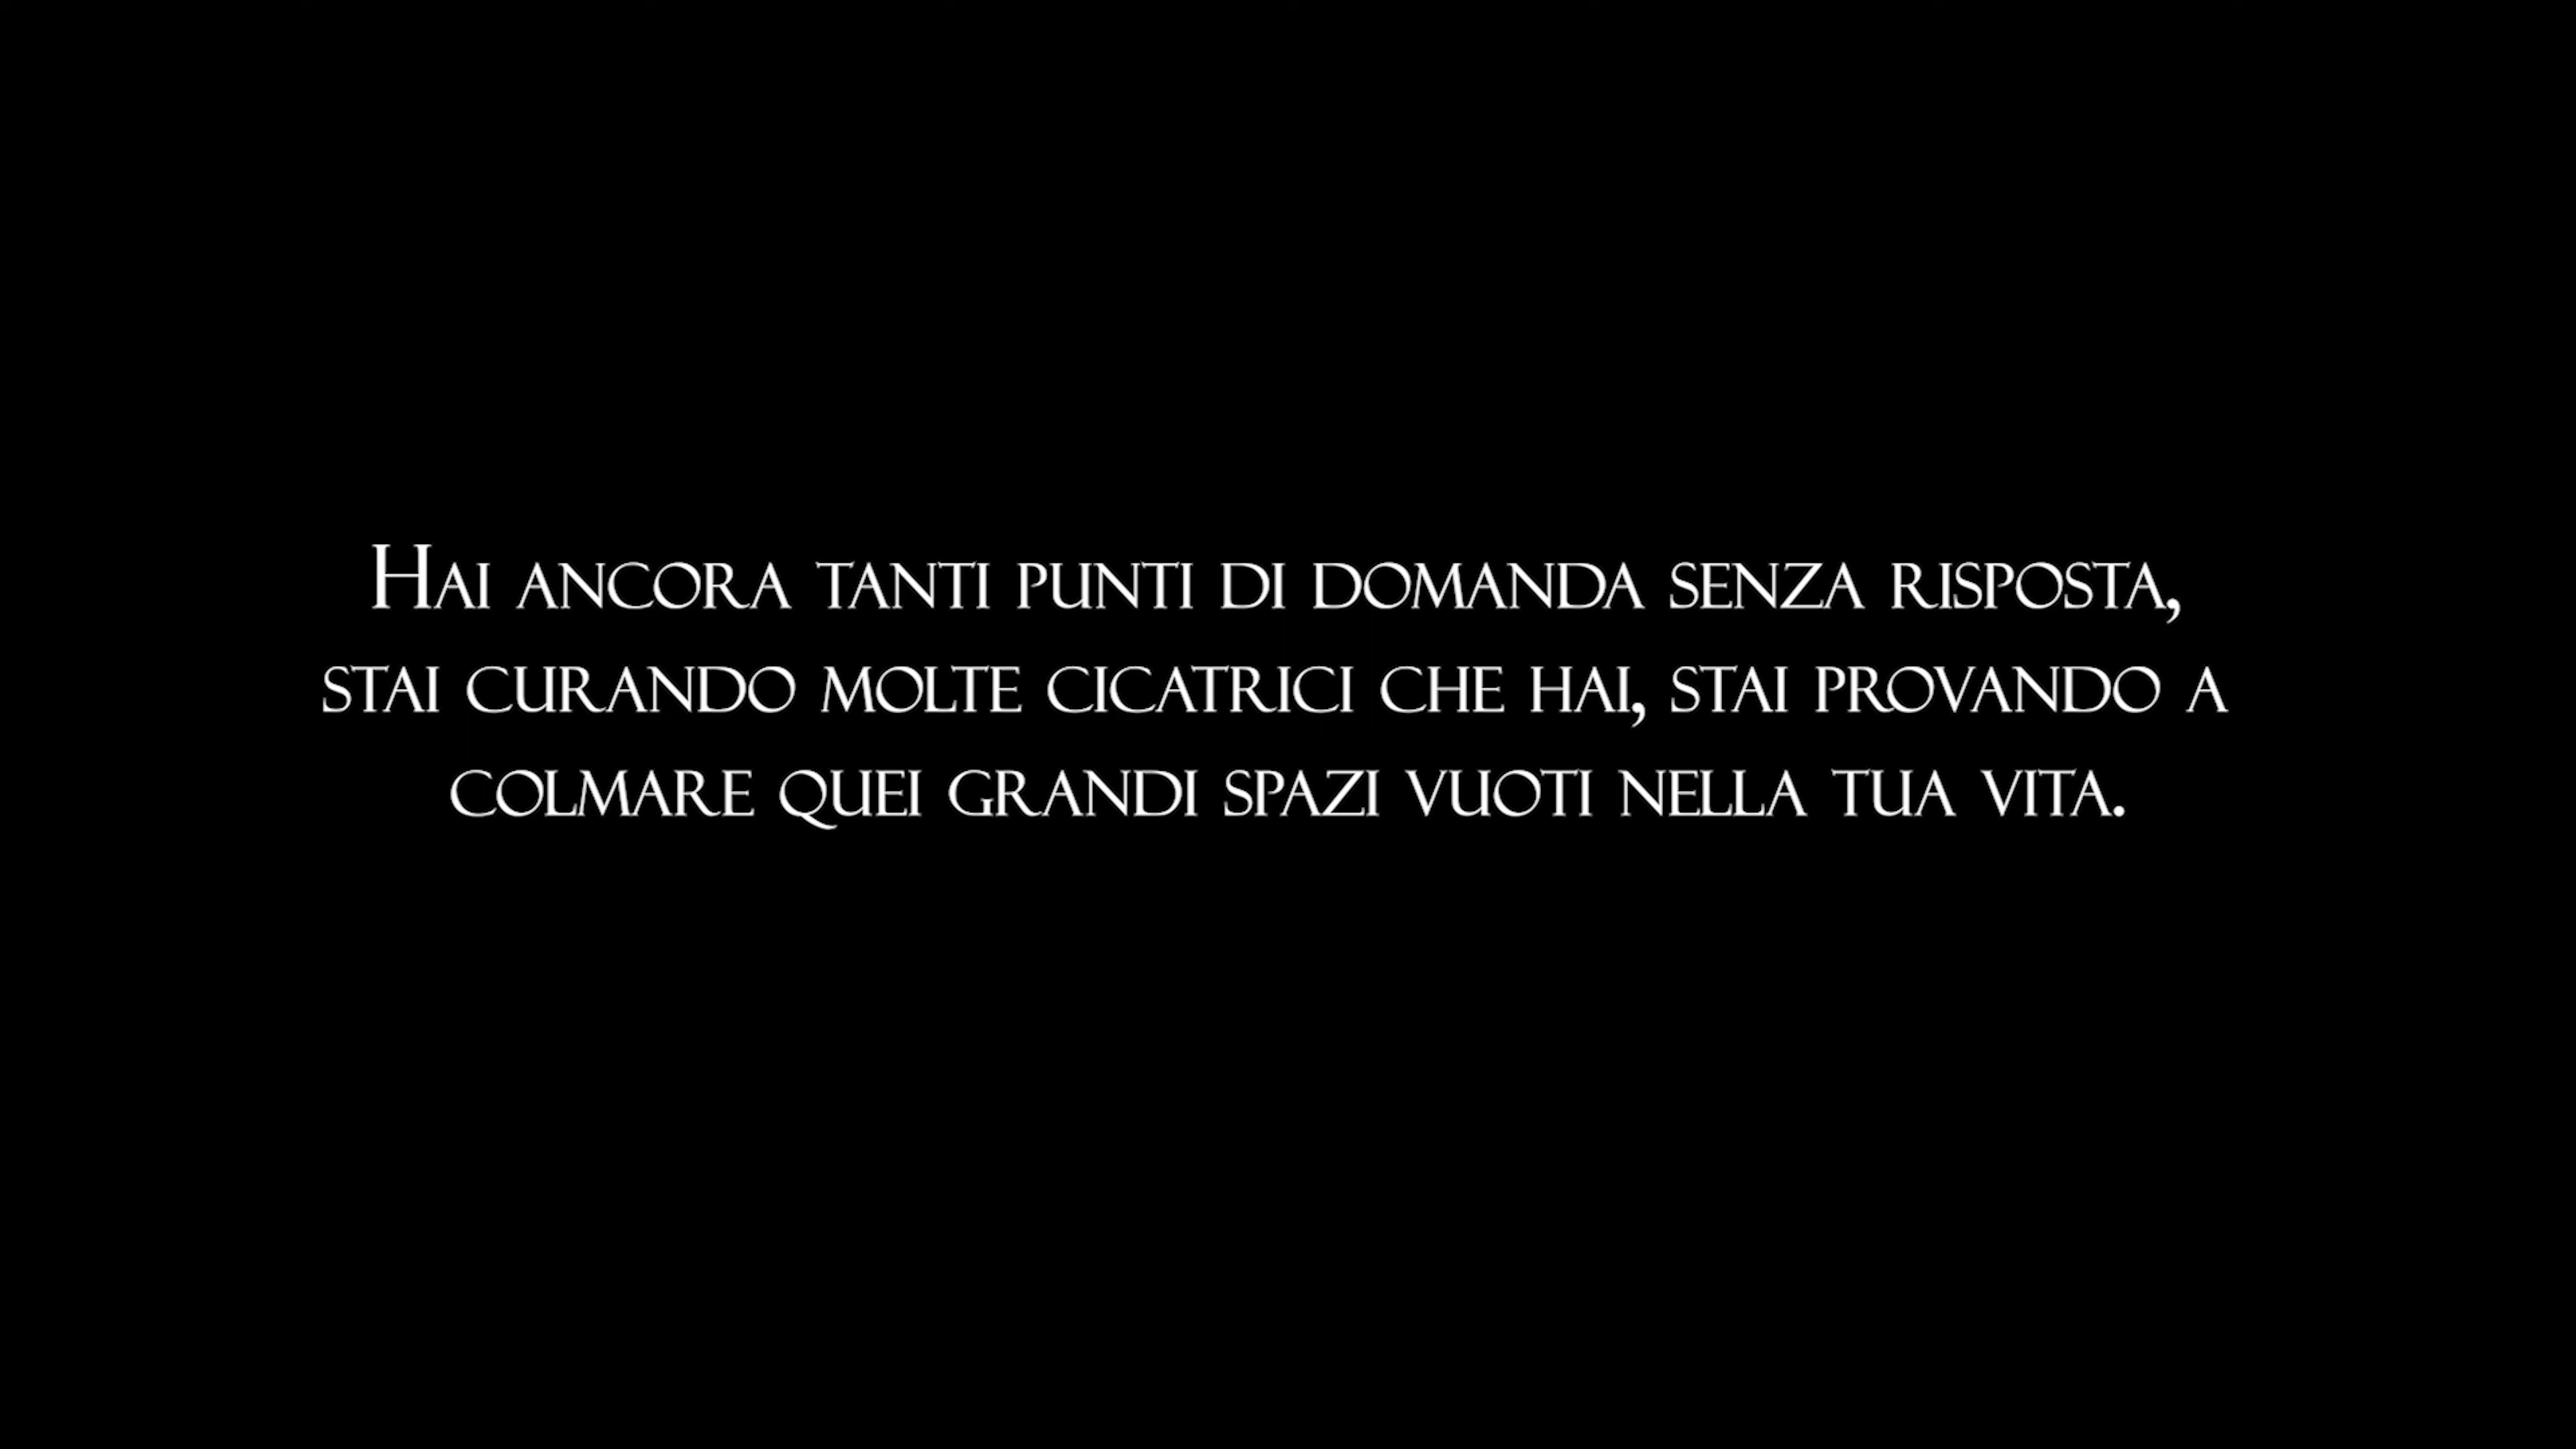 Hai ancora tanti punti di domanda senza risposta,
stai curando molte cicatrici che hai, stai provando a
colmare quei grandi spazi vuoti nella tua vita.